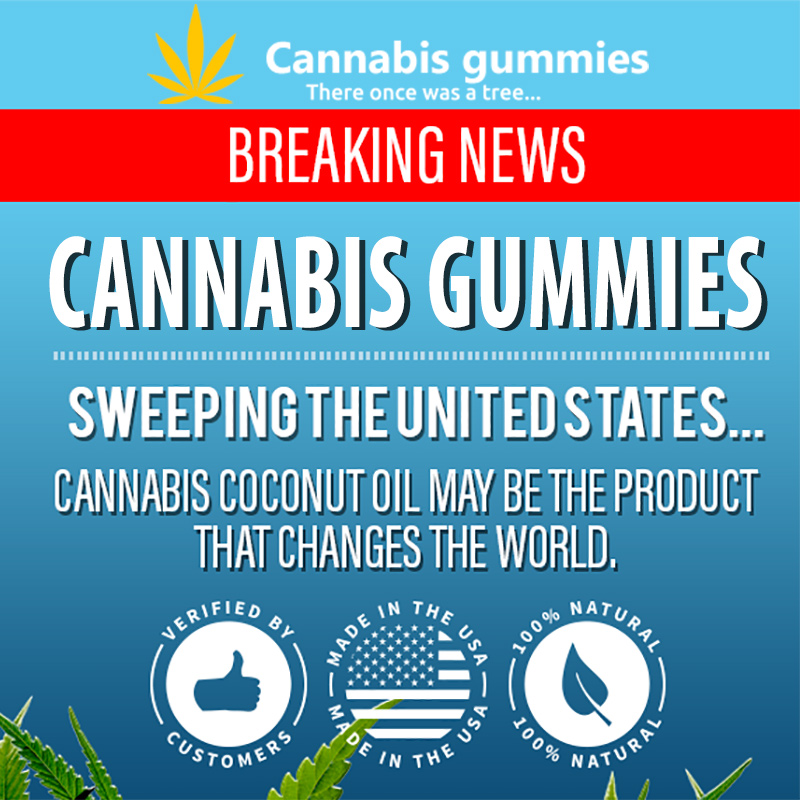 Cannabis gummies
There once was a tree...
BREAKING NEWS
CANNABIS GUMMIES
SWEEPING THE UNITED STATES...
CANNABIS COCONUT OIL MAY BE THE PRODUCT
THAT CHANGES THE WORLD.
VERIFIED BY
CUSTOMERS
MADE IN THE USA
MADE IN THE USA
100% NATURAL
100% NATURAL